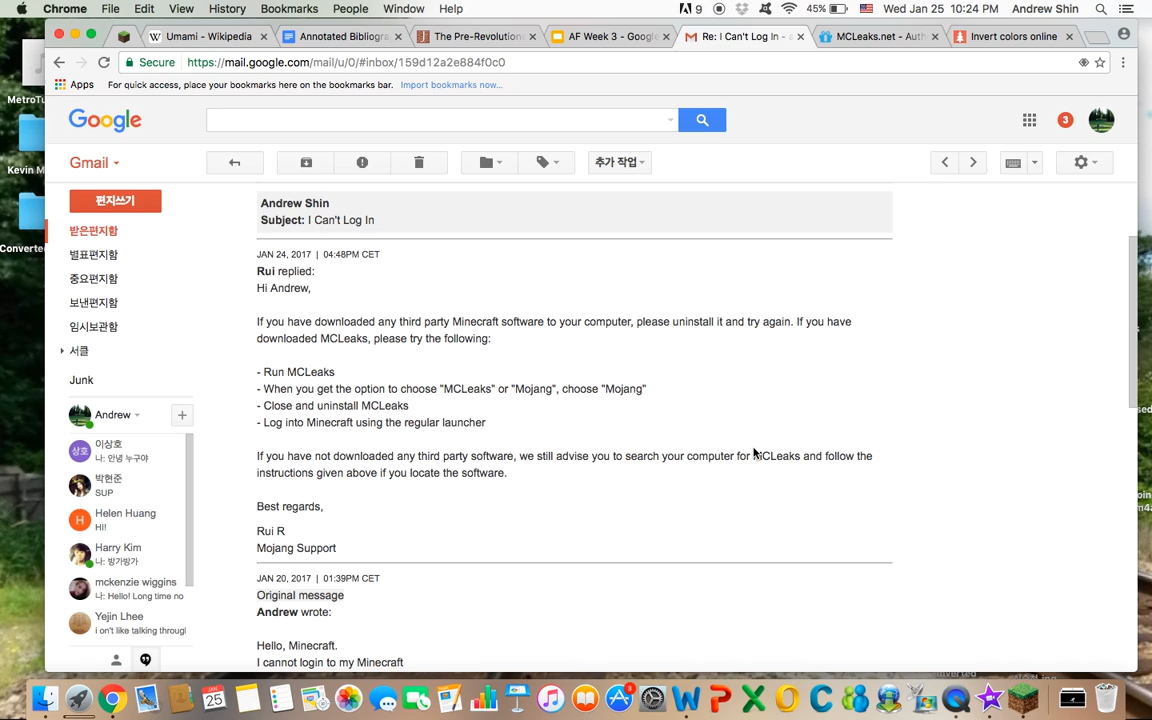 Chrome File Edit View History Bookmarks People Window Help 9 45% Wed Jan 25 10:24 PM Andrew Shin
Umami - Wikipedia Annotated Bibliogra The Pre-Revolution AF Week 3 - Google Re: I Can't Log In - a MCLeaks.net - Auth Invert colors online
Secure https://mail.google.com/mail/u/0/#inbox/159d12a2e884f0c0
Apps For quick access, place your bookmarks here on the bookmarks bar. Import bookmarks now...
MetroTu
Google 3
Kevin M
Gmail 추가 작업
편지쓰기
Andrew Shin
Subject: I Can't Log In
받은편지함
Converte
별표편지함
JAN 24, 2017 | 04:48PM CET
Rui replied:
중요편지함
Hi Andrew,
보낸편지함
임시보관함
If you have downloaded any third party Minecraft software to your computer, please uninstall it and try again. If you have
downloaded MCLeaks, please try the following:
서클
- Run MCLeaks
Junk
- When you get the option to choose "MCLeaks" or "Mojang", choose "Mojang"
- Close and uninstall MCLeaks
Andrew
- Log into Minecraft using the regular launcher
상호 이상호
나: 안녕 누구야
If you have not downloaded any third party software, we still advise you to search your computer for MCLeaks and follow the
instructions given above if you locate the software.
박현준
SUP
Best regards,
H Helen Huang
HI!
Rui R
Mojang Support
Harry Kim
나: 방가방가
JAN 20, 2017 | 01:39PM CET
mckenzie wiggins
나: Hello! Long time no
Original message
Andrew wrote:
Yejin Lhee
i on't like talking throug
Hello, Minecraft.
I cannot login to my Minecraft